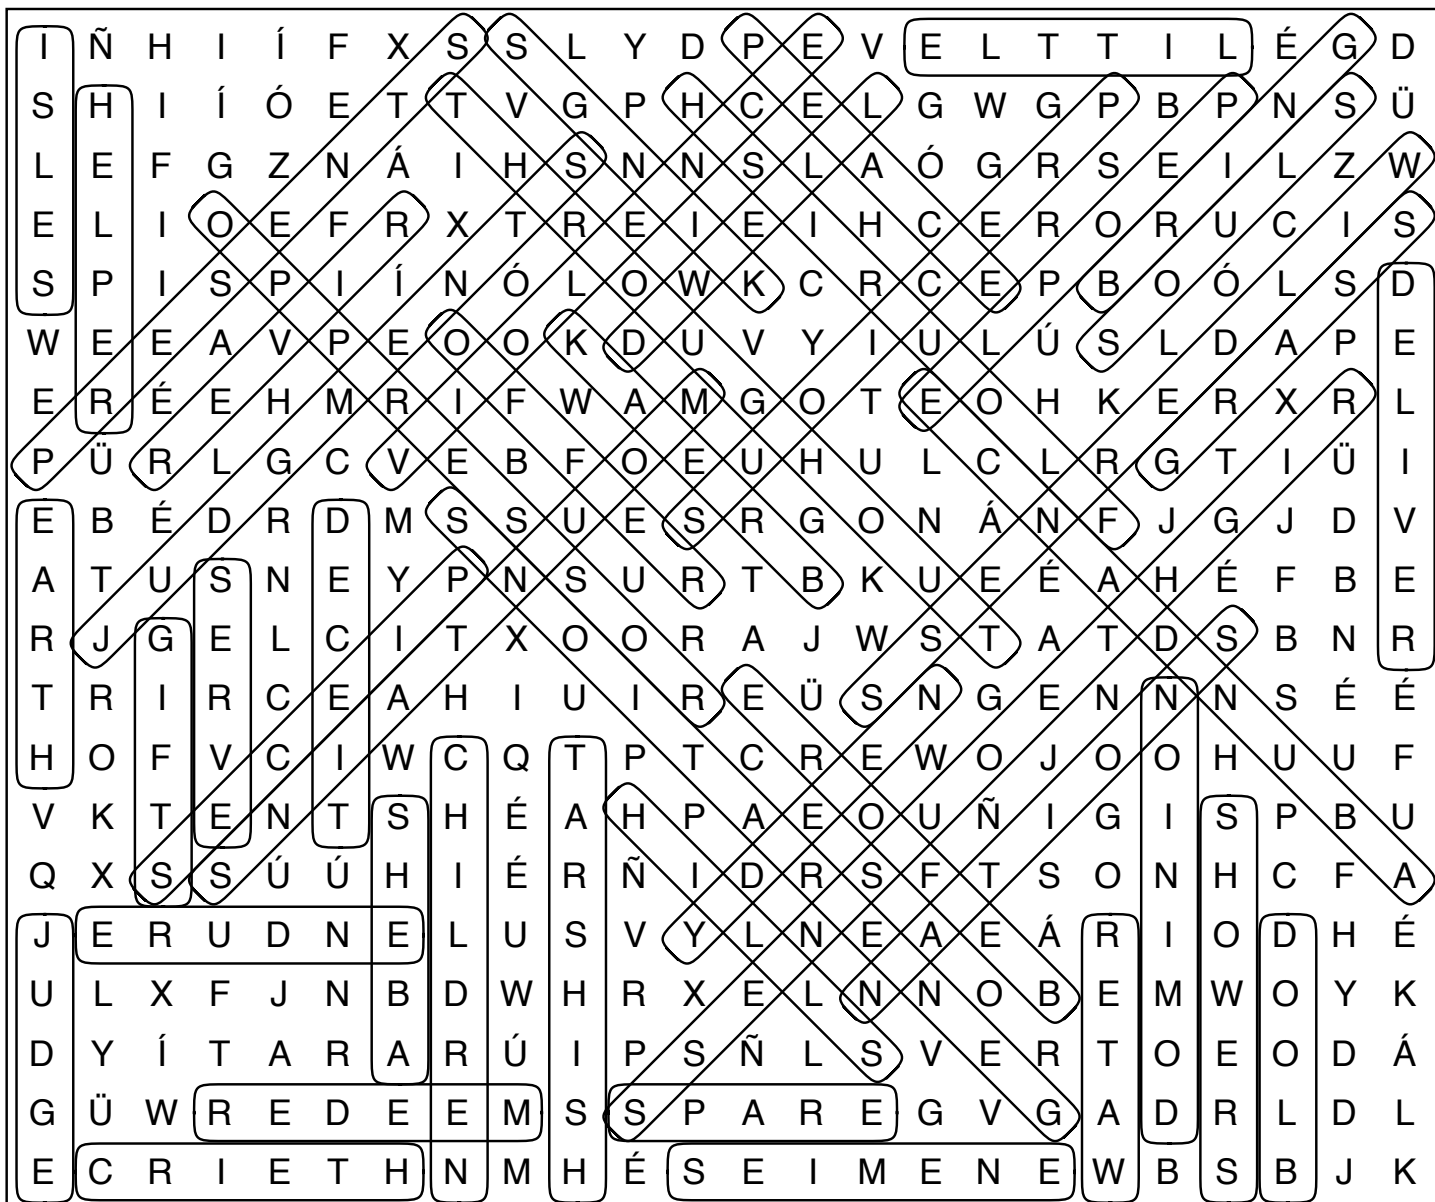 I Ñ H I Í F X S S L Y D P E V E L T T I L É G D
S H I Í Ó E T T V G P H C E L G W G P B P N S Ü
L E F G Z N Á I H S N N S L A Ó G R S E I L Z W
E L I O E F R X T R E I E I H C E R O R U C I S
S P I S P I Í N Ó L O W K C R C E P B O Ó L S D
W E E A V P E O O K D U V Y I U L Ú S L D A P E
E R É E H M R I F W A M G O T E O H K E R X R L
P Ü R L G C V E B F O E U H U L C L R G T I Ü I
E B É D R D M S S U E S R G O N Á N F J G J D V
A T U S N E Y P N S U R T B K U E É A H É F B E
R J G E L C I T X O O R A J W S T A T D S B N R
T R I R C E A H I U I R E Ü S N G E N N N S É É
H O F V C I W C Q T P T C R E W O J O O H U U F
V K T E N T S H É A H P A E O U Ñ I G I S P B U
Q X S S Ú Ú H I É R Ñ I D R S F T S O N H C F A
J E R U D N E L U S V Y L N E A E Á R I O D H É
U L X F J N B D W H R X E L N N O B E M W O Y K
D Y Í T A R A R Ú I P S Ñ L S V E R T O E O D Á
G Ü W R E D E E M S S P A R E G V G A D R L D L
E C R I E T H N M H É S E I M E N E W B S B J K